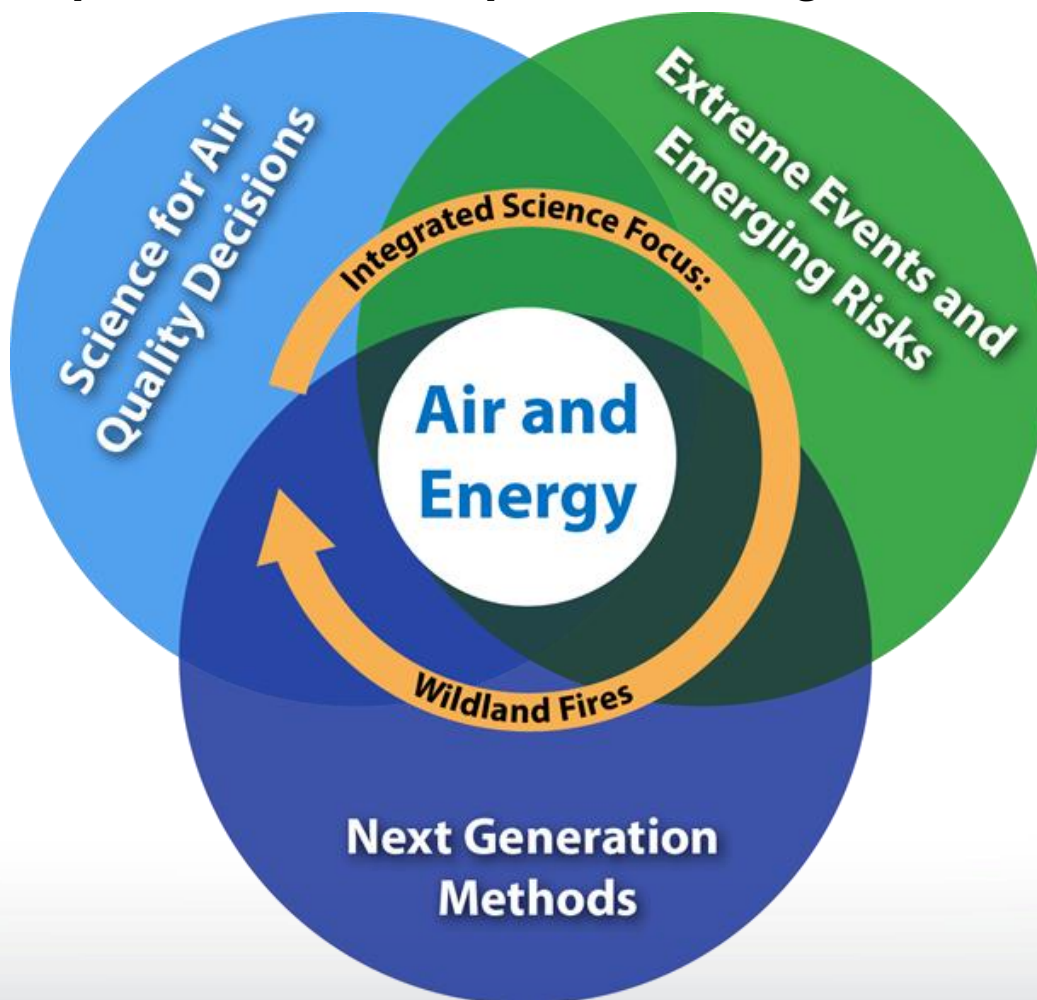 Science for Air
Quality Decisions
Extreme Events and
Emerging Risks
Integrated Science Focus:
Air and
Energy
Wildland Fires
Next Generation
Methods